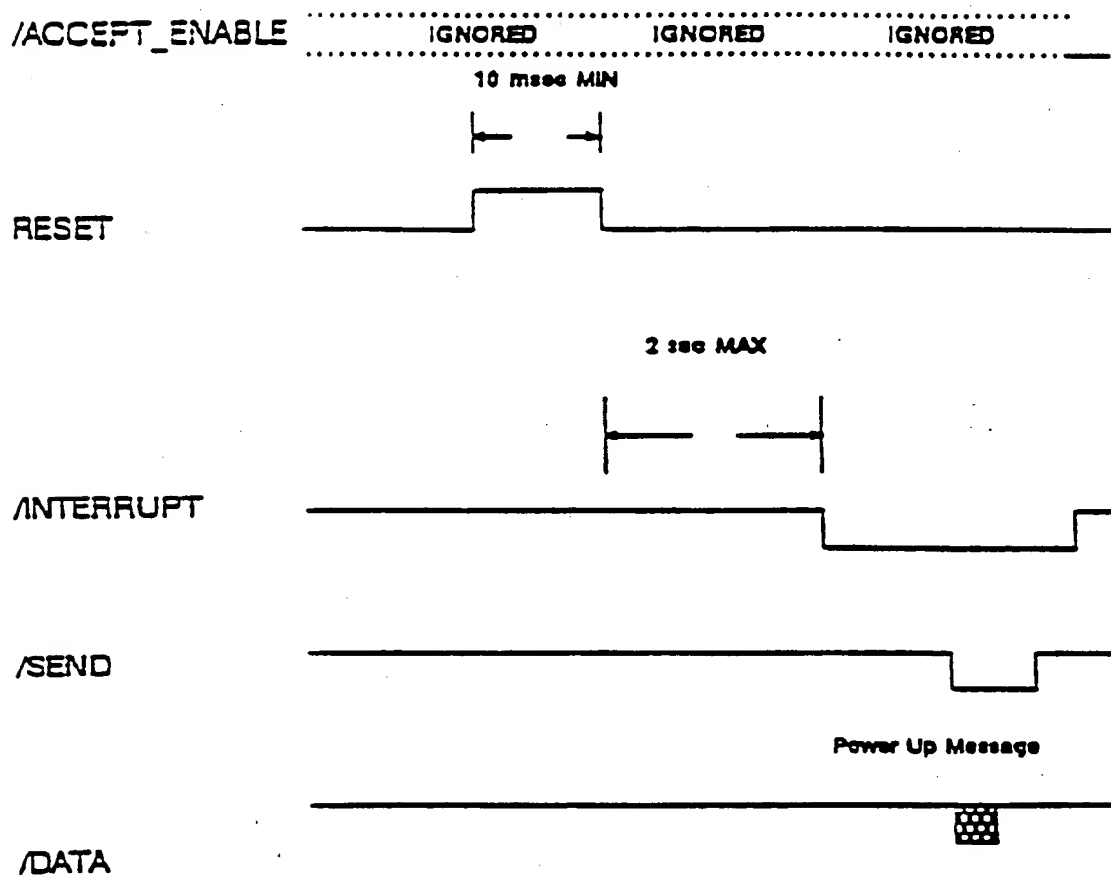 /ACCEPT_ENABLE IGNORED IGNORED IGNORED
10 msec MIN
RESET
2 sec MAX
/INTERRUPT
/SEND
Power Up Message
/DATA